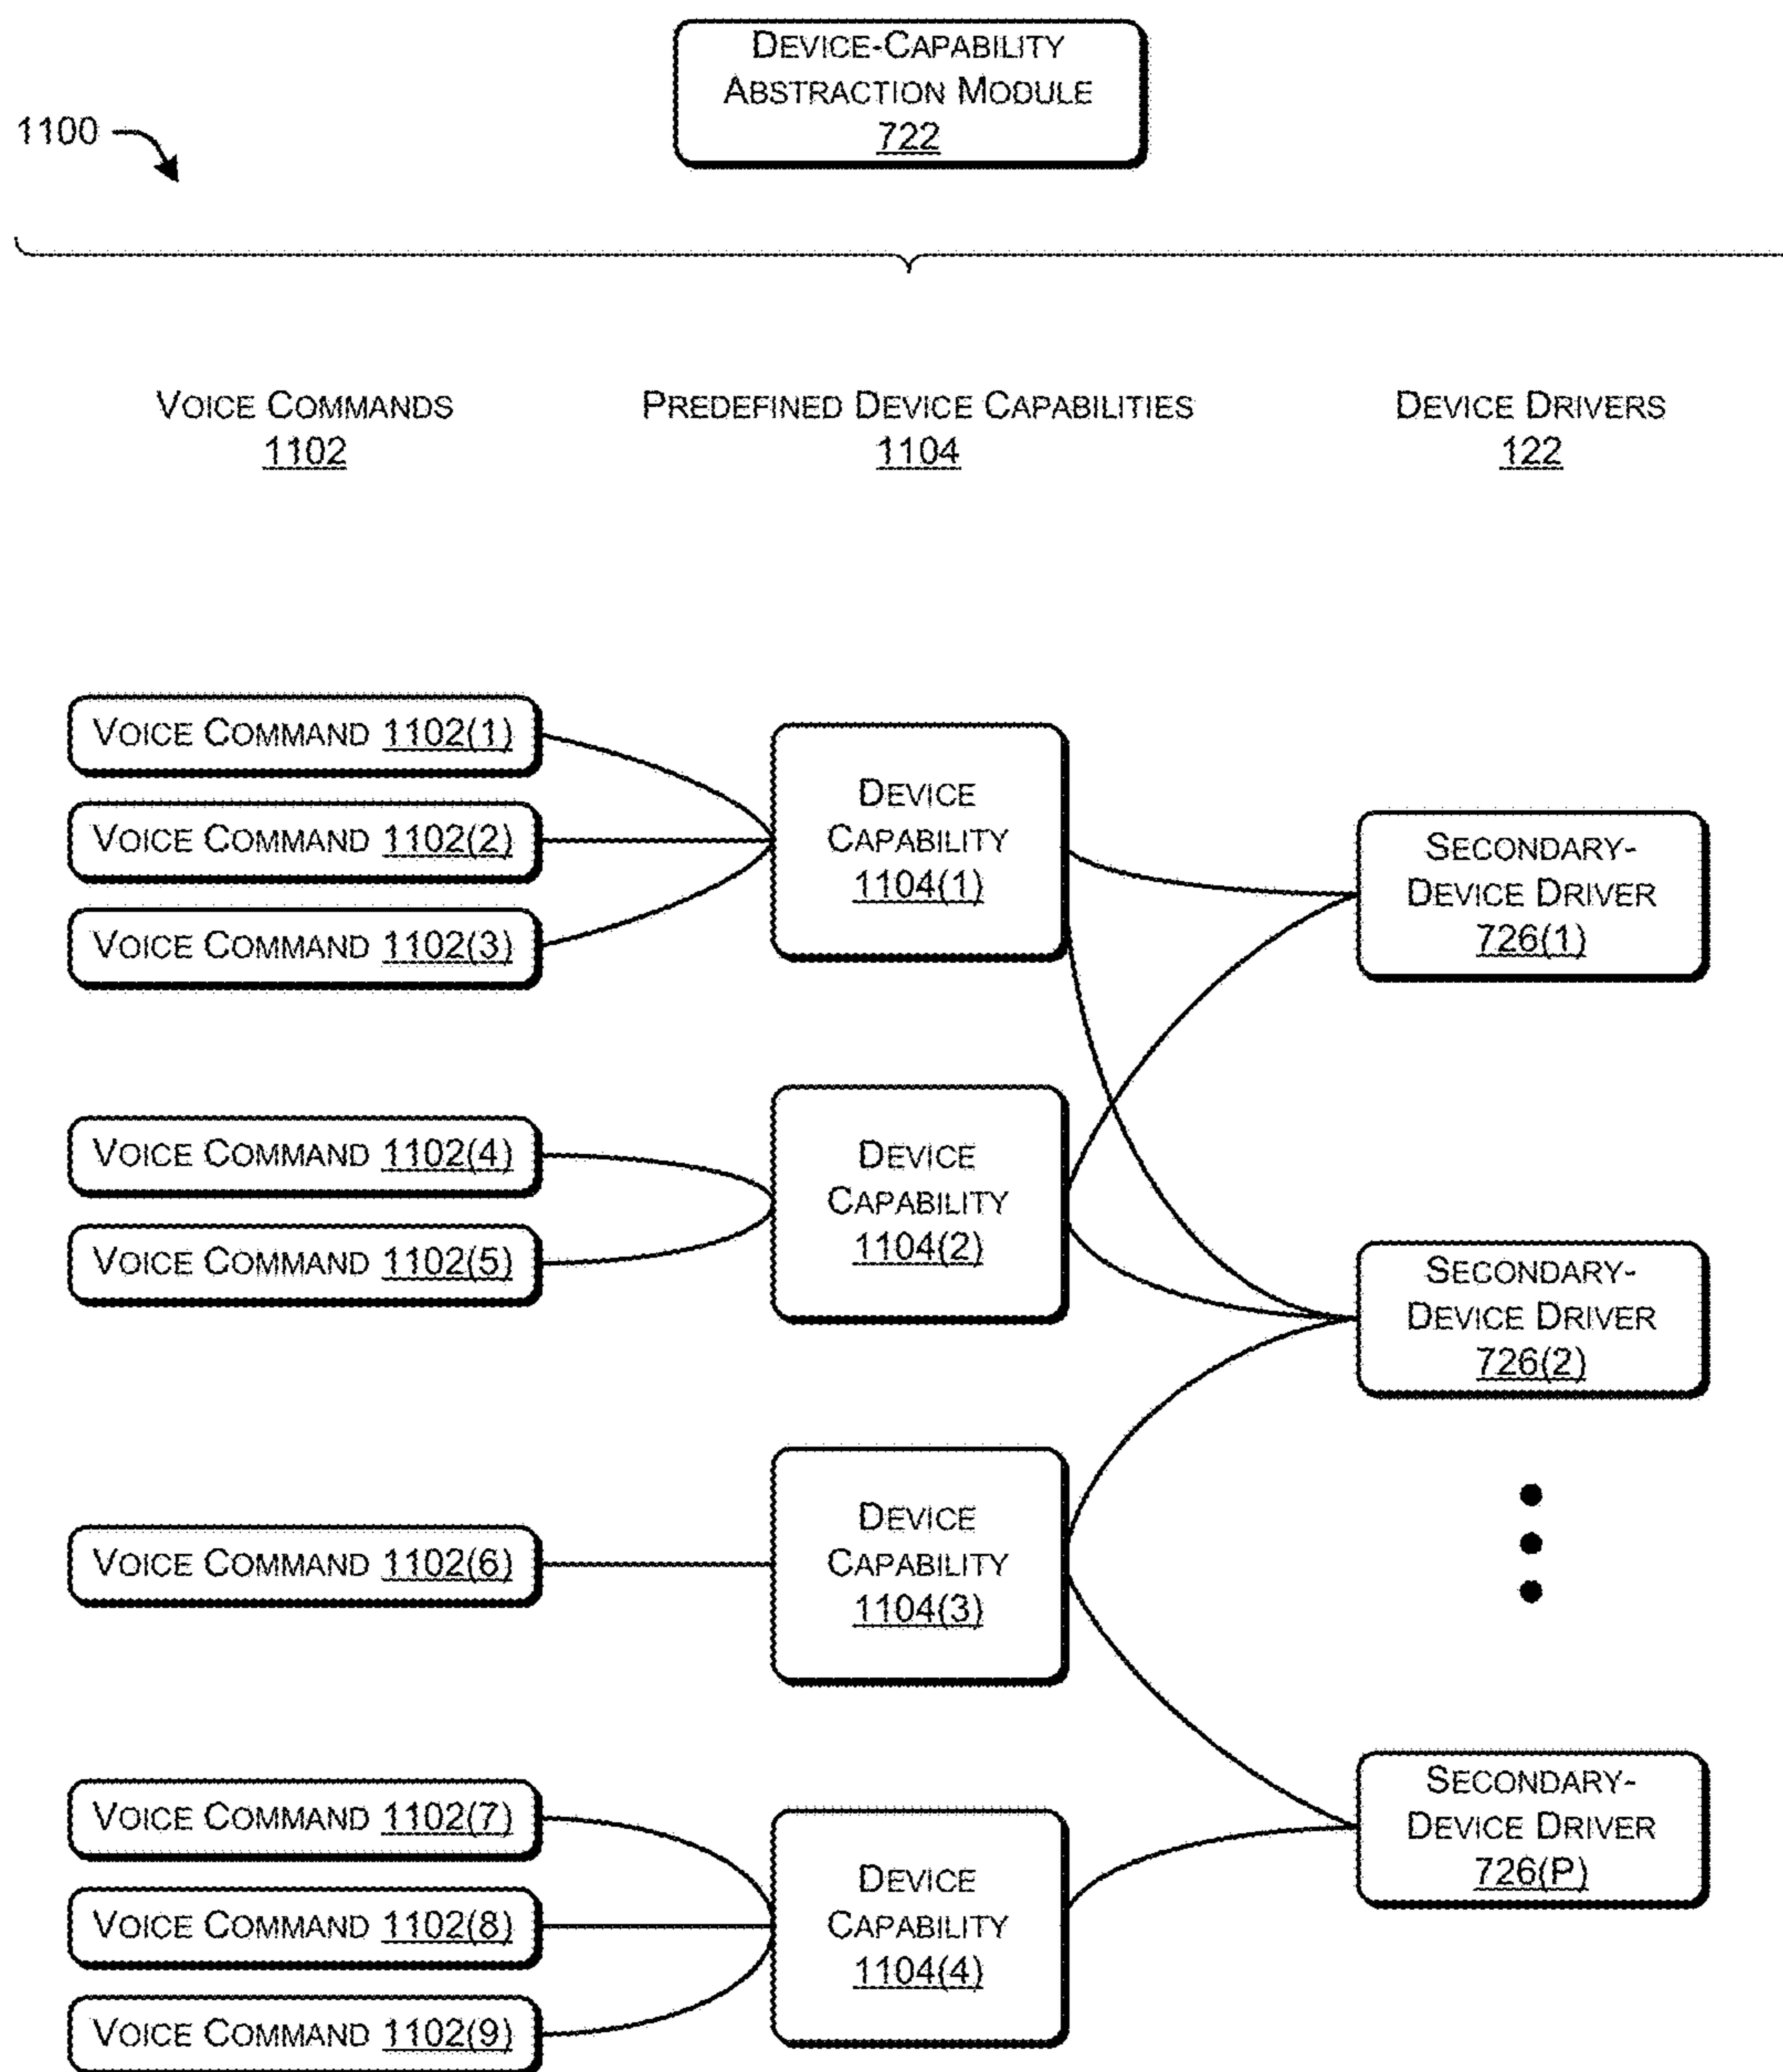 DEVICE-CAPABILITY
ABSTRACTION MODULE
722
1100
VOICE COMMANDS
1102
PREDEFINED DEVICE CAPABILITIES
1104
DEVICE DRIVERS
122
VOICE COMMAND 1102(1)
VOICE COMMAND 1102(2)
VOICE COMMAND 1102(3)
DEVICE
CAPABILITY
1104(1)
SECONDARY-
DEVICE DRIVER
726(1)
VOICE COMMAND 1102(4)
VOICE COMMAND 1102(5)
DEVICE
CAPABILITY
1104(2)
SECONDARY-
DEVICE DRIVER
726(2)
VOICE COMMAND 1102(6)
DEVICE
CAPABILITY
1104(3)
VOICE COMMAND 1102(7)
VOICE COMMAND 1102(8)
VOICE COMMAND 1102(9)
DEVICE
CAPABILITY
1104(4)
SECONDARY-
DEVICE DRIVER
726(P)